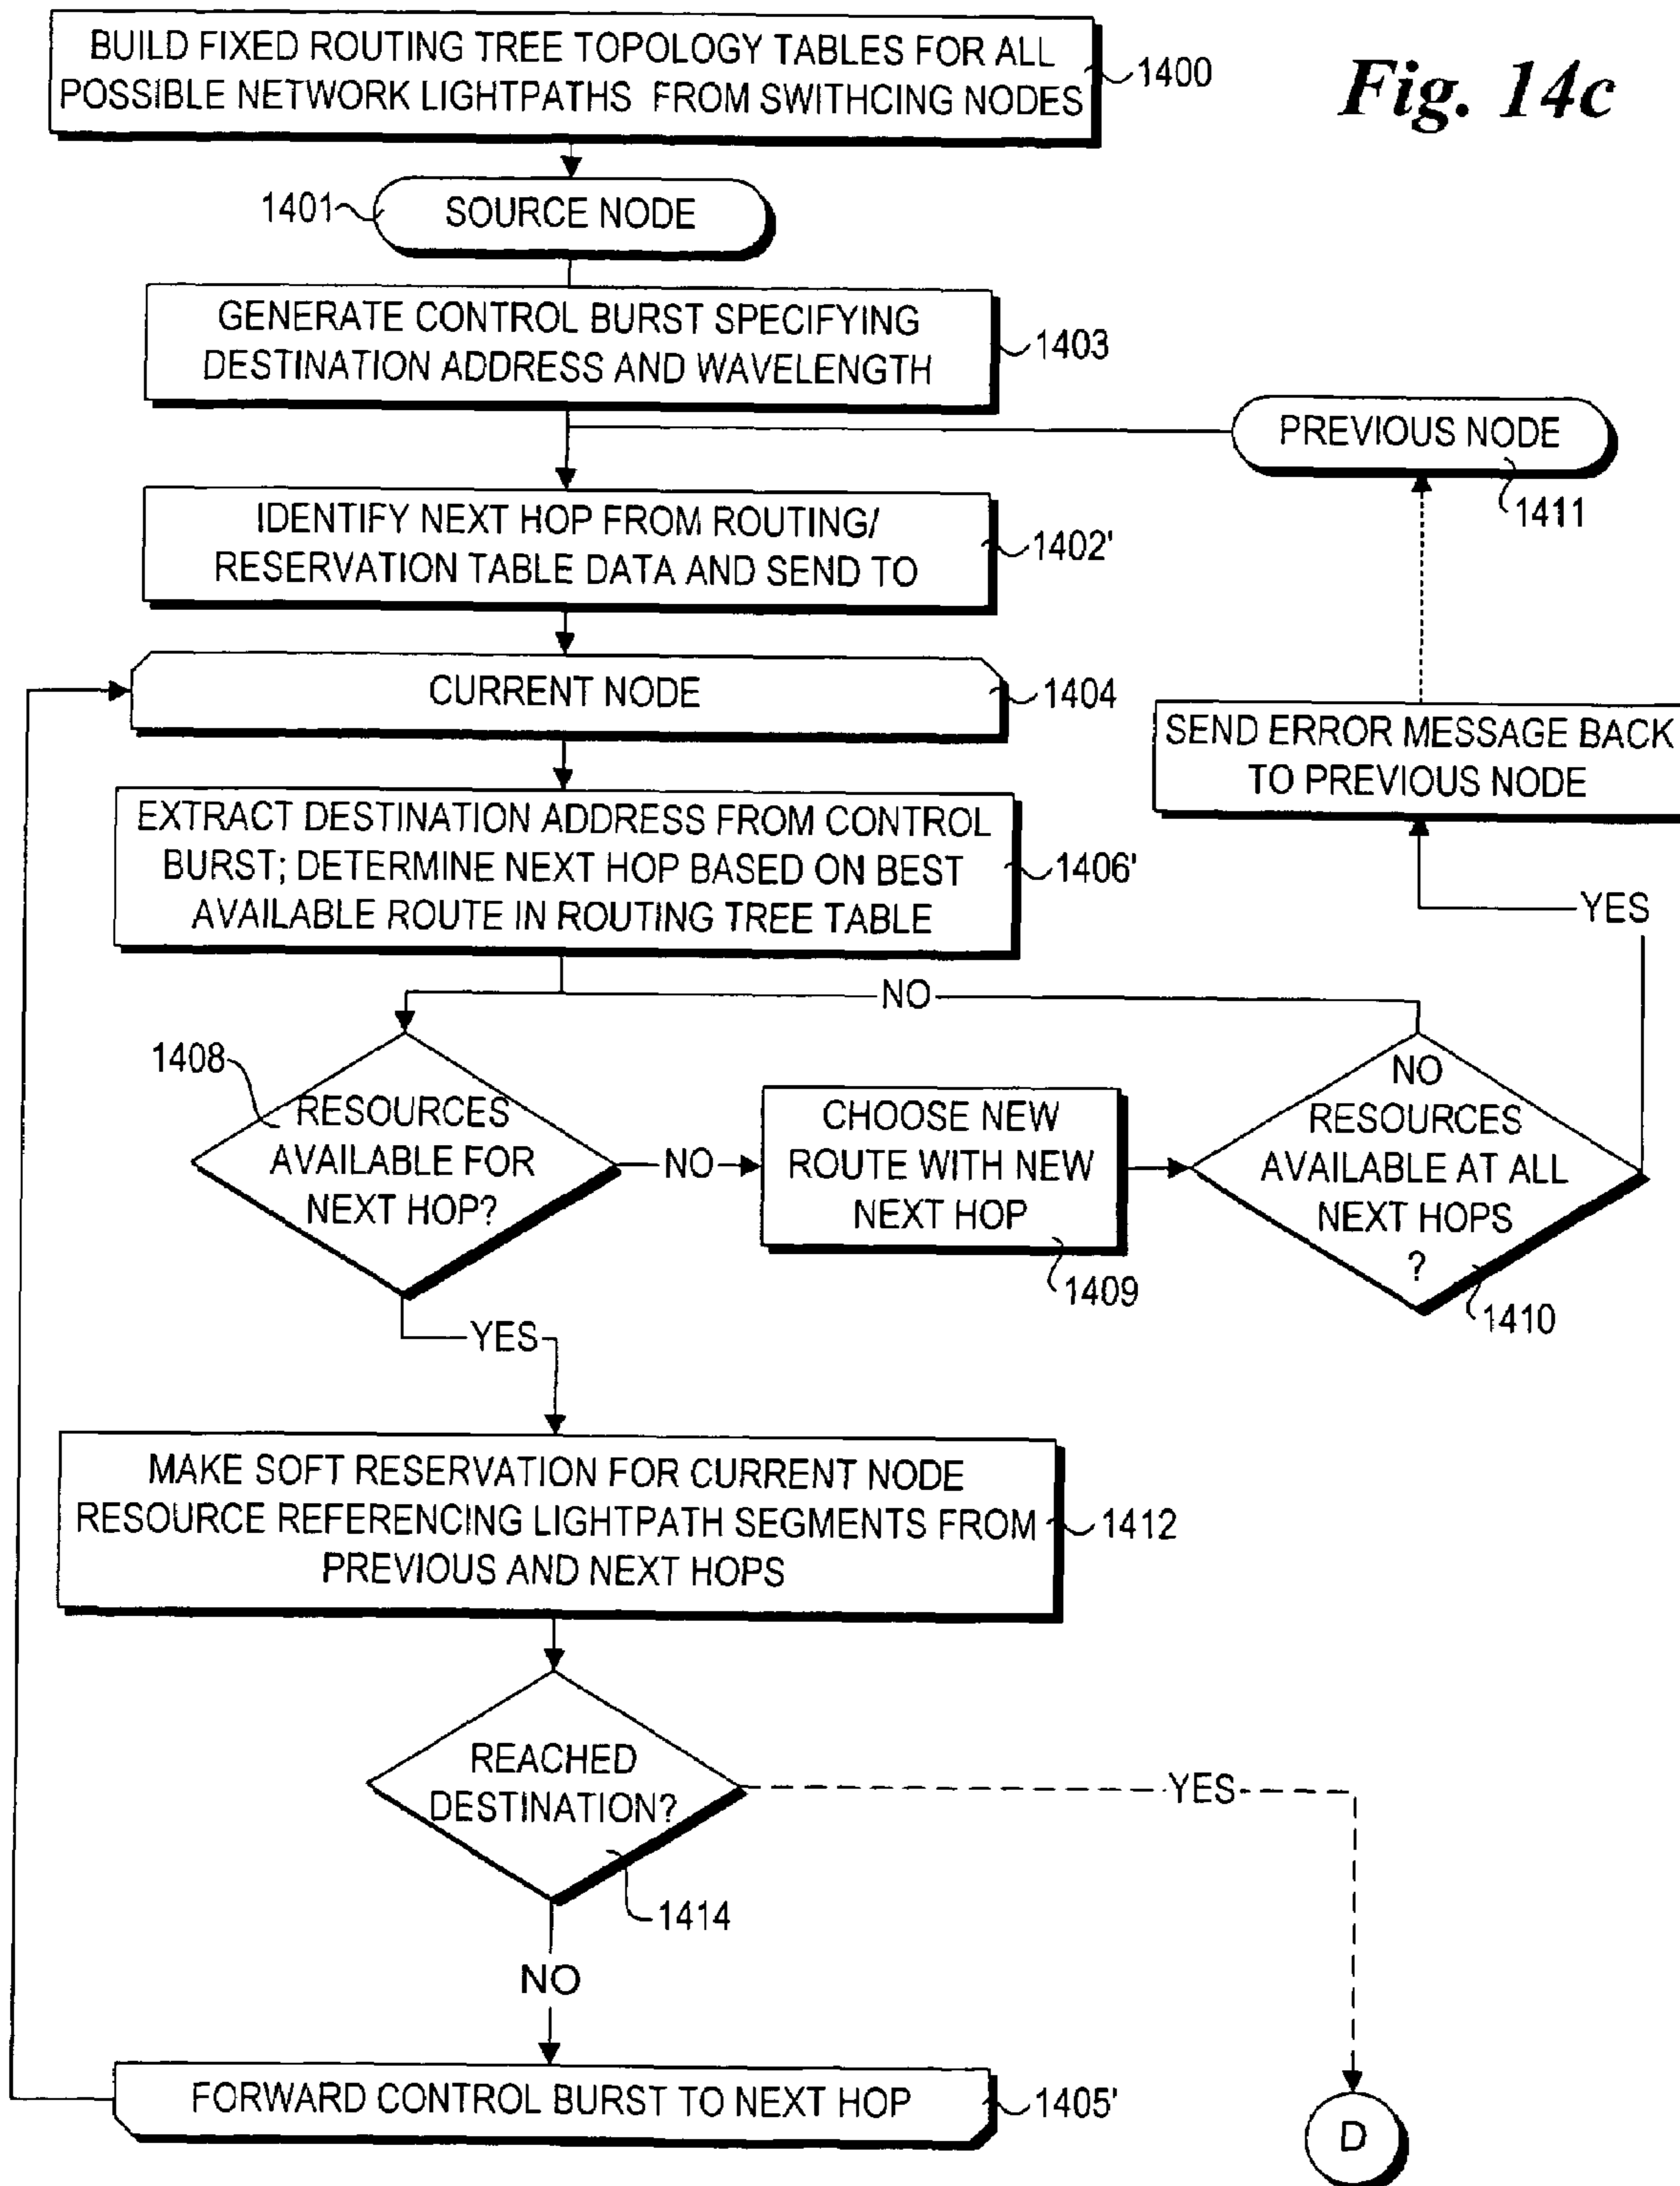 BUILD FIXED ROUTING TREE TOPOLOGY TABLES FOR ALL
POSSIBLE NETWORK LIGHTPATHS FROM SWITHCING NODES
1400
Fig. 14c
1401
SOURCE NODE
GENERATE CONTROL BURST SPECIFYING
DESTINATION ADDRESS AND WAVELENGTH
1403
PREVIOUS NODE
1411
IDENTIFY NEXT HOP FROM ROUTING/
RESERVATION TABLE DATA AND SEND TO
1402'
CURRENT NODE
1404
SEND ERROR MESSAGE BACK
TO PREVIOUS NODE
EXTRACT DESTINATION ADDRESS FROM CONTROL
BURST; DETERMINE NEXT HOP BASED ON BEST
AVAILABLE ROUTE IN ROUTING TREE TABLE
1406'
YES
NO
1408
RESOURCES
AVAILABLE FOR
NEXT HOP?
NO
CHOOSE NEW
ROUTE WITH NEW
NEXT HOP
1409
NO
RESOURCES
AVAILABLE AT ALL
NEXT HOPS
?
1410
YES
MAKE SOFT RESERVATION FOR CURRENT NODE
RESOURCE REFERENCING LIGHTPATH SEGMENTS FROM
PREVIOUS AND NEXT HOPS
1412
REACHED
DESTINATION?
1414
YES
NO
FORWARD CONTROL BURST TO NEXT HOP
1405'
D